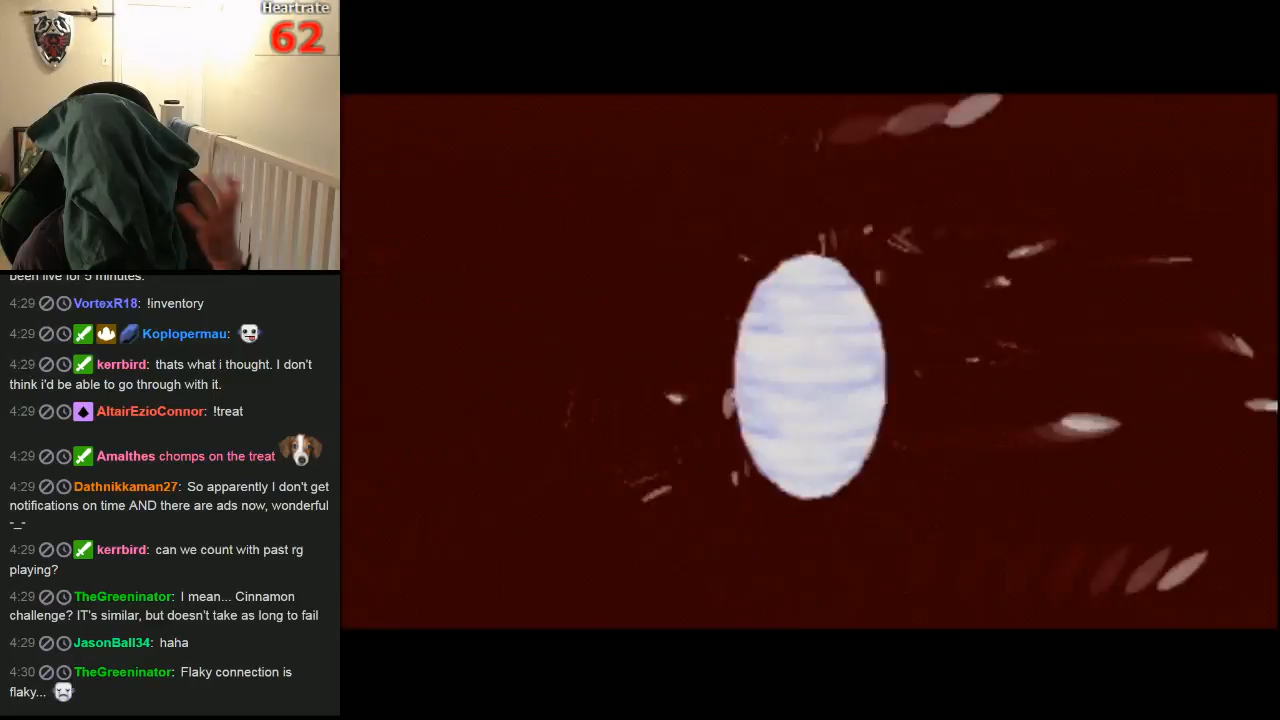 Heartrate
62
been live for 5 minutes.
4:29 VortexR18: !inventory
4:29 Koplopermau:
4:29 kerrbird: thats what i thought. I don't
think i'd be able to go through with it.
4:29 AltairEzioConnor: !treat
4:29 Amalthes chomps on the treat
4:29 Dathnikkaman27: So apparently I don't get
notifications on time AND there are ads now, wonderful
-_-
4:29 kerrbird: can we count with past rg
playing?
4:29 TheGreeninator: I mean... Cinnamon
challenge? IT's similar, but doesn't take as long to fail
4:29 JasonBall34: haha
4:30 TheGreeninator: Flaky connection is
flaky...